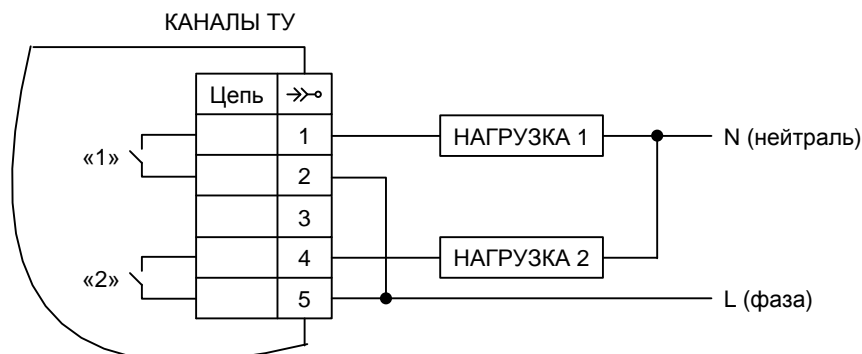 КАНАЛЫ ТУ
Цепь
«1»
1
НАГРУЗКА 1
N (нейтраль)
2
3
«2»
4
НАГРУЗКА 2
5
L (фаза)